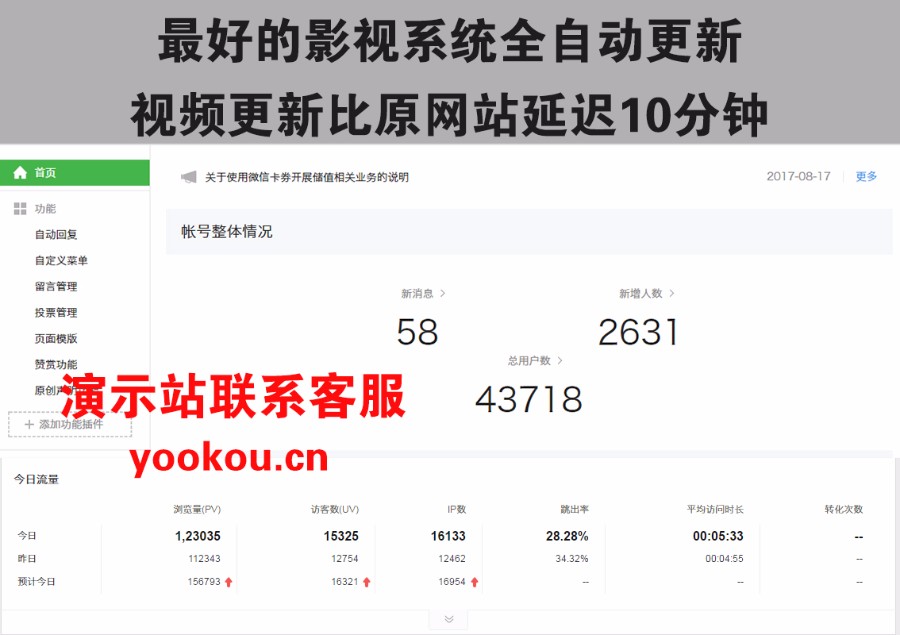 最好的影视系统全自动更新
视频更新比原网站延迟10分钟
首页
关于使用微信卡券开展储值相关业务的说明
2017-08-17
更多
功能
自动回复
自定义菜单
留言管理
投票管理
页面模版
赞赏功能
原创声明
添加功能插件
帐号整体情况
新消息
新增人数
58
2631
总用户数
43718
演示站联系客服
yookou.cn
今日流量
浏览量(PV) 访客数(UV) IP数 跳出率 平均访问时长 转化次数
今日 1,23035 15325 16133 28.28% 00:05:33 --
昨日 112343 12754 12462 34.32% 00:04:55 --
预计今日 156793 16321 16954 -- -- --